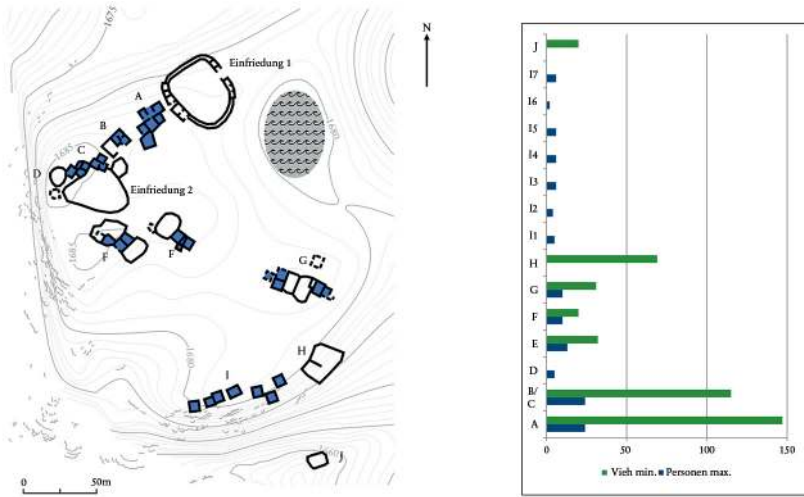 1675
N
Einfriedung 1
A
B
1680
C
1685
D
Einfriedung 2
F
F
1685
G
H
1680
I
J
0
50m
J
I7
I6
I5
I4
I3
I2
I1
H
G
F
E
D
B/
C
A
0
50
100
150
Vieh min.
Personen max.